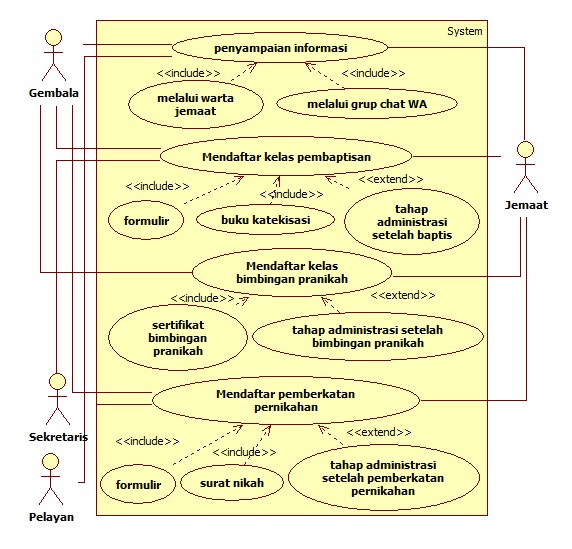 System
penyampaian informasi
<<include>>
<<include>>
Gembala
melalui warta
jemaat
melalui grup chat WA
Mendaftar kelas pembaptisan
<<include>>
<<include>>
<<extend>>
Jemaat
formulir
buku katekisasi
tahap
administrasi
setelah baptis
Mendaftar kelas
bimbingan pranikah
<<include>>
<<extend>>
sertifikat
bimbingan
pranikah
tahap administrasi setelah
bimbingan pranikah
Mendaftar pemberkatan
pernikahan
Sekretaris
<<include>>
<<include>>
<<extend>>
formulir
surat nikah
tahap administrasi
setelah pemberkatan
pernikahan
Pelayan